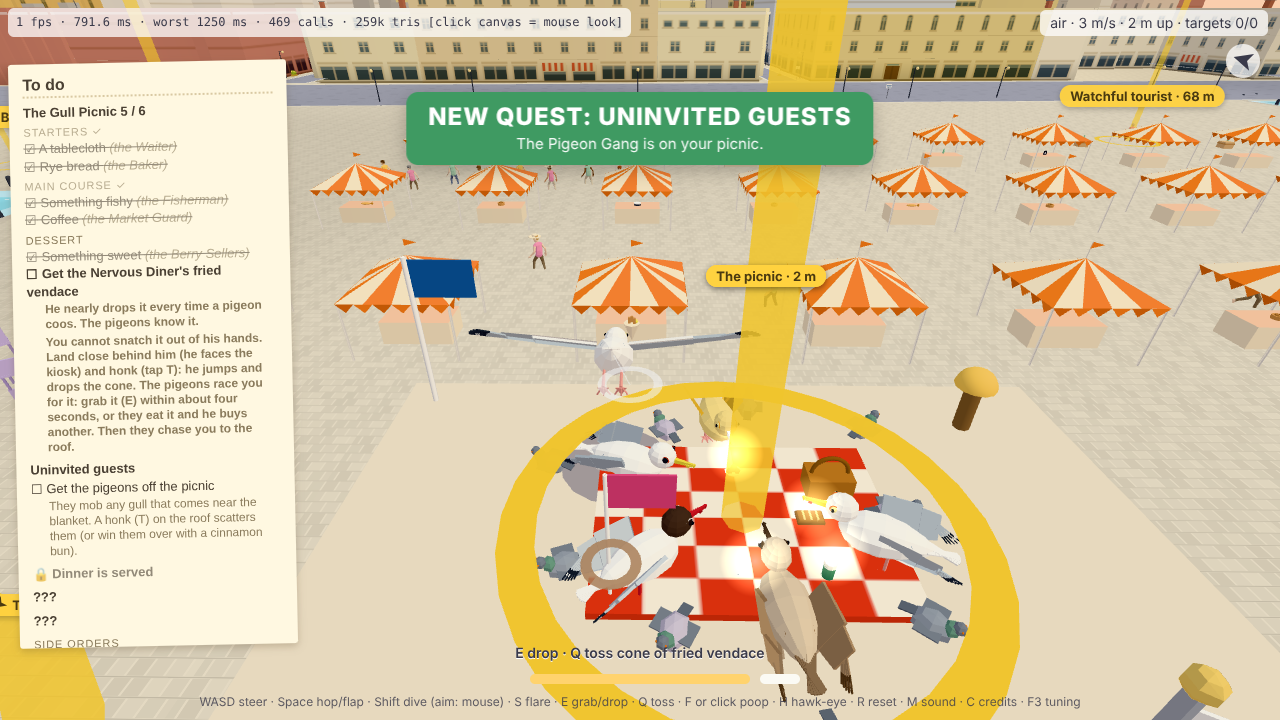 1 fps · 791.6 ms · worst 1250 ms · 469 calls · 259k tris [click canvas = mouse look]
air · 3 m/s · 2 m up · targets 0/0
To do
The Gull Picnic 5 / 6
STARTERS ✓
☑ A tablecloth (the Waiter)
☑ Rye bread (the Baker)
MAIN COURSE ✓
☑ Something fishy (the Fisherman)
☑ Coffee (the Market Guard)
DESSERT
☑ Something sweet (the Berry Sellers)
☐ Get the Nervous Diner's fried
vendace
He nearly drops it every time a pigeon
coos. The pigeons know it.
You cannot snatch it out of his hands.
Land close behind him (he faces the
kiosk) and honk (tap T): he jumps and
drops the cone. The pigeons race you
for it: grab it (E) within about four
seconds, or they eat it and he buys
another. Then they chase you to the
roof.
Uninvited guests
☐ Get the pigeons off the picnic
They mob any gull that comes near the
blanket. A honk (T) on the roof scatters
them (or win them over with a cinnamon
bun).
🔒 Dinner is served
???
???
SIDE ORDERS
NEW QUEST: UNINVITED GUESTS
The Pigeon Gang is on your picnic.
Watchful tourist · 68 m
The picnic · 2 m
E drop · Q toss cone of fried vendace
WASD steer · Space hop/flap · Shift dive (aim: mouse) · S flare · E grab/drop · Q toss · F or click poop · H hawk-eye · R reset · M sound · C credits · F3 tuning